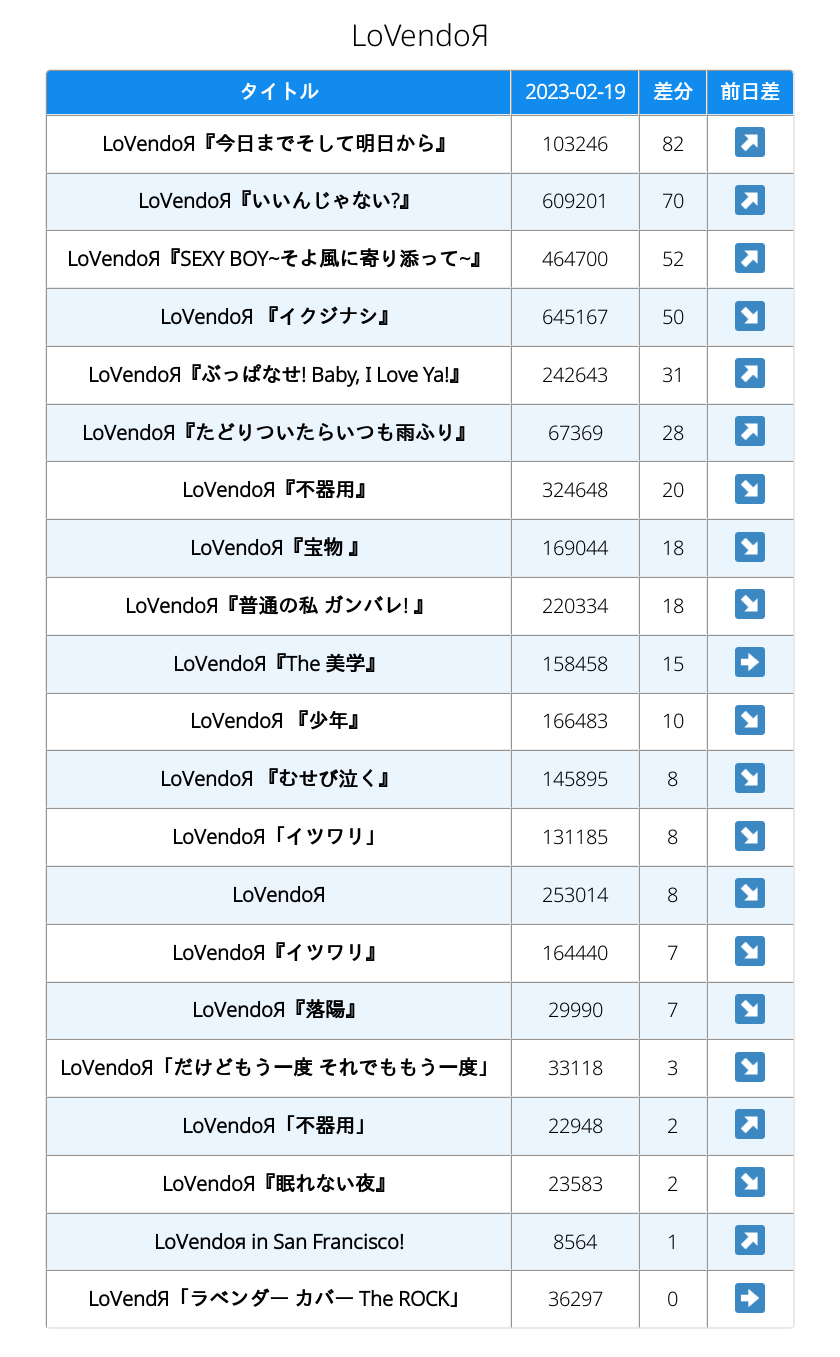 LoVendoЯ
タイトル 2023-02-19 差分 前日差
LoVendoЯ『今日までそして明日から』 103246 82 ↗
LoVendoЯ『いいんじゃない?』 609201 70 ↗
LoVendoЯ『SEXY BOY~そよ風に寄り添って~』 464700 52 ↗
LoVendoЯ 『イクジナシ』 645167 50 ↘
LoVendoЯ『ぶっぱなせ! Baby, I Love Ya!』 242643 31 ↗
LoVendoЯ『たどりついたらいつも雨ふり』 67369 28 ↗
LoVendoЯ『不器用』 324648 20 ↘
LoVendoЯ『宝物 』 169044 18 ↘
LoVendoЯ『普通の私 ガンバレ! 』 220334 18 ↘
LoVendoЯ『The 美学』 158458 15 ➡
LoVendoЯ 『少年』 166483 10 ↘
LoVendoЯ 『むせび泣く』 145895 8 ↘
LoVendoЯ「イツワリ」 131185 8 ↘
LoVendoЯ 253014 8 ↘
LoVendoЯ『イツワリ』 164440 7 ↘
LoVendoЯ『落陽』 29990 7 ↘
LoVendoЯ「だけどもう一度 それでももう一度」 33118 3 ↘
LoVendoЯ「不器用」 22948 2 ↗
LoVendoЯ『眠れない夜』 23583 2 ↘
LoVendoя in San Francisco! 8564 1 ↗
LoVendЯ「ラベンダー カバー The ROCK」 36297 0 ➡